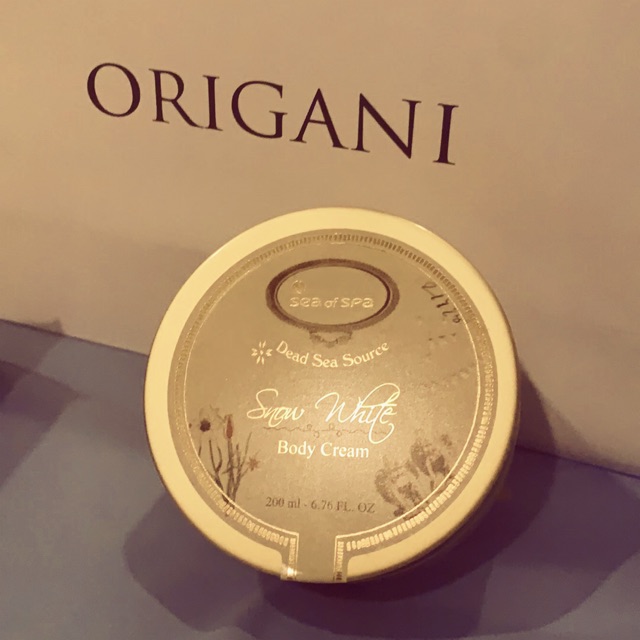 ORIGANI
sea of spa
Dead Sea Source
Snow White
Body Cream
200 ml - 6.76 FL. OZ